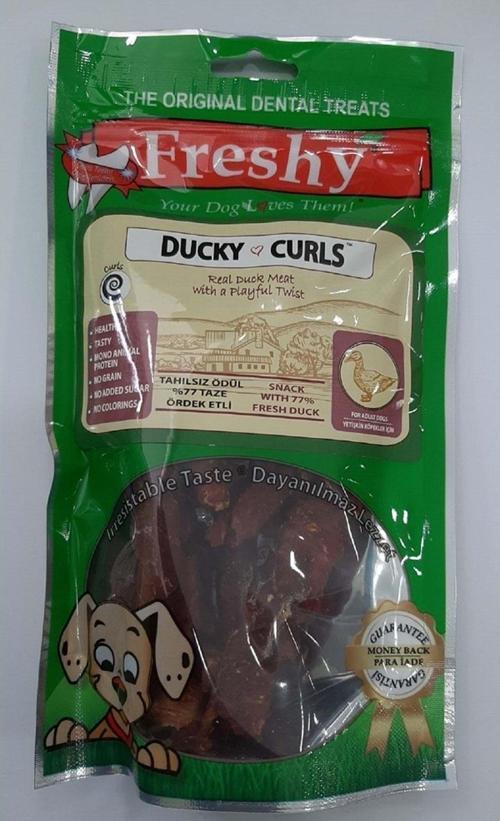 THE ORIGINAL DENTAL TREATS
Freshy™
Your Dog Loves Them!
DUCKY CURLS™
Curls
Real Duck Meat
with a Playful Twist
• HEALTHY
• TASTY
• MONO ANIMAL
PROTEIN
• NO GRAIN
• NO ADDED SUGAR
• NO COLORINGS
TAHILSIZ ÖDÜL
%77 TAZE
ÖRDEK ETLİ
SNACK
WITH 77%
FRESH DUCK
FOR ADULT DOGS
YETİŞKİN KÖPEKLER İÇİN
Irresistable Taste • Dayanılmaz Lezzet
GUARANTEE
MONEY BACK
PARA İADE
GARANTİSİ